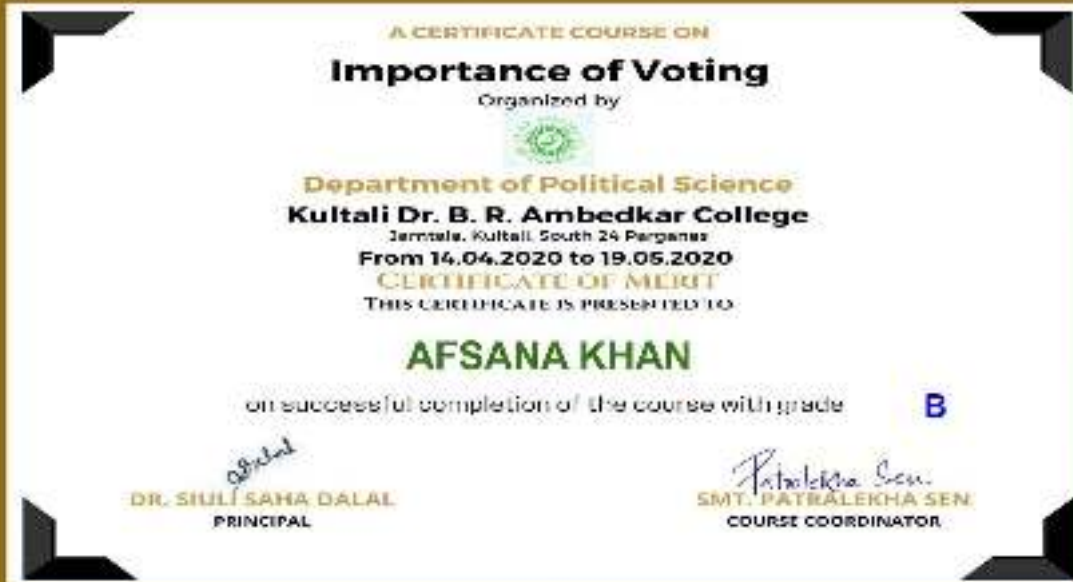 A CERTIFICATE COURSE ON
Importance of Voting
Organized by
Department of Political Science
Kultali Dr. B. R. Ambedkar College
Jamtala, Kultali, South 24 Parganas
From 14.04.2020 to 19.05.2020
CERTIFICATE OF MERIT
THIS CERTIFICATE IS PRESENTED TO
AFSANA KHAN
on successful completion of the course with grade B
Patralekha Sen.
DR. SIULI SAHA DALAL
SMT. PATRALEKHA SEN
PRINCIPAL
COURSE COORDINATOR